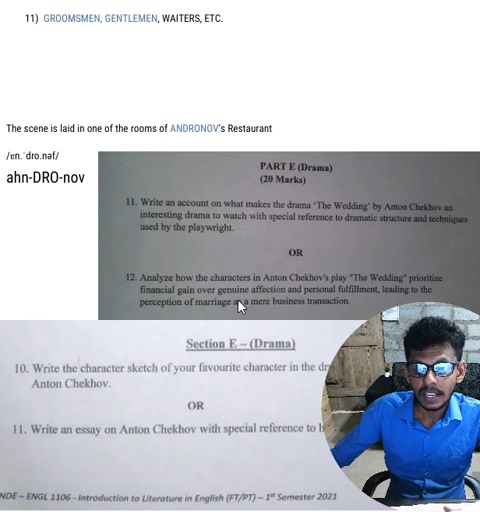 11) GROOMSMEN, GENTLEMEN, WAITERS, ETC.
The scene is laid in one of the rooms of ANDRONOV's Restaurant
/ɐn.ˈdro.nəf/
ahn-DRO-nov
PART E (Drama)
(20 Marks)
11. Write an account on what makes the drama 'The Wedding' by Anton Chekhov an
interesting drama to watch with special reference to dramatic structure and techniques
used by the playwright.
OR
12. Analyze how the characters in Anton Chekhov's play "The Wedding" prioritize
financial gain over genuine affection and personal fulfillment, leading to the
perception of marriage a mere business transaction.
Section E – (Drama)
10. Write the character sketch of your favourite character in the
Anton Chekhov.
OR
11. Write an essay on Anton Chekhov with special reference to
NDE – ENGL 1106 - Introduction to Literature in English (FT/PT) – 1st Semester 2021